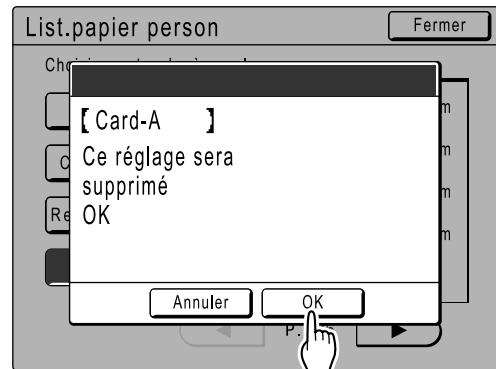 List.papier person
Fermer
[Card-A ]
Ce réglage sera
supprimé
OK
Annuler
OK